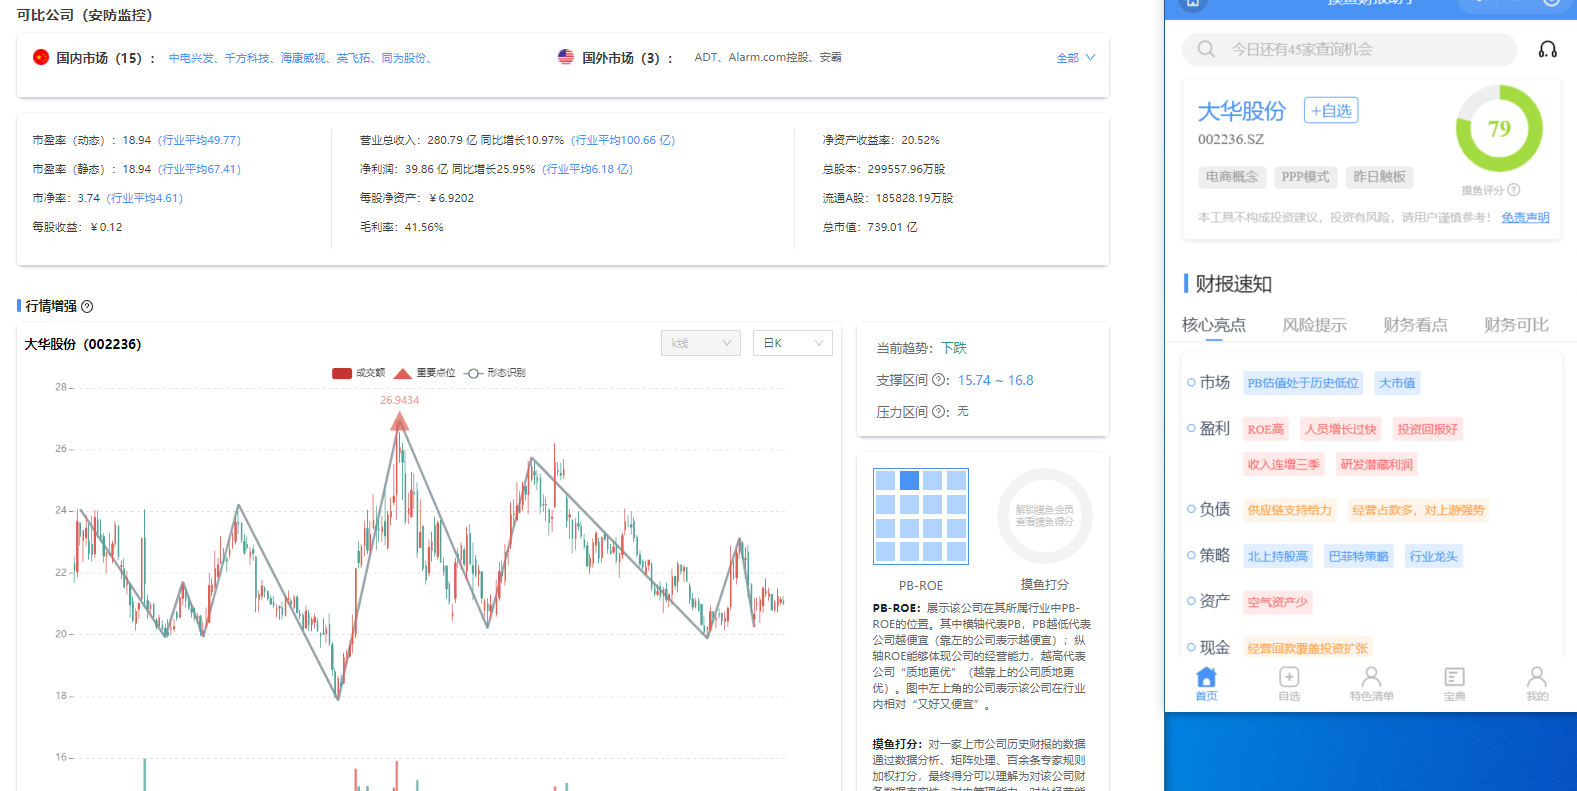 可比公司（安防监控）
国内市场（15）： 中电兴发、千方科技、海康威视、英飞拓、同为股份、
国外市场（3）： ADT、Alarm.com控股、安霸
全部
市盈率（动态）：18.94（行业平均49.77）
市盈率（静态）：18.94（行业平均67.41）
市净率：3.74（行业平均4.61）
每股收益：￥0.12
营业总收入：280.79 亿 同比增长10.97%（行业平均100.66 亿）
净利润：39.86 亿 同比增长25.95%（行业平均6.18 亿）
每股净资产：￥6.9202
毛利率：41.56%
净资产收益率：20.52%
总股本：299557.96万股
流通A股：185828.19万股
总市值：739.01 亿
行情增强
大华股份（002236）
k线
日K
成交额 重要点位 形态识别
26.9434
28
26
24
22
20
18
16
当前趋势：下跌
支撑区间：15.74 ~ 16.8
压力区间：无
解锁摸鱼会员
查看摸鱼得分
PB-ROE
摸鱼打分
PB-ROE：展示该公司在其所属行业中PB-
ROE的位置。其中横轴代表PB，PB越低代表
公司越便宜（靠左的公司表示越便宜）；纵
轴ROE能够体现公司的经营能力，越高代表
公司“质地更优”（越靠上的公司质地更
优）。图中左上角的公司表示该公司在行业
内相对“又好又便宜”。
摸鱼打分：对一家上市公司历史财报的数据
通过数据分析、矩阵处理、百余条专家规则
加权打分，最终得分可以理解为对该公司财
今日还有45家查询机会
大华股份
+自选
002236.SZ
电商概念
PPP模式
昨日触板
79
摸鱼评分
本工具不构成投资建议，投资有风险，请用户谨慎参考！ 免责声明
财报速知
核心亮点
风险提示
财务看点
财务可比
市场 PB估值处于历史低位 大市值
盈利 ROE高 人员增长过快 投资回报好
收入连增三季 研发潜藏利润
负债 供应链支持给力 经营占款多，对上游强势
策略 北上持股高 巴菲特策略 行业龙头
资产 空气资产少
现金 经营回款覆盖投资扩张
首页
自选
特色清单
宝典
我的